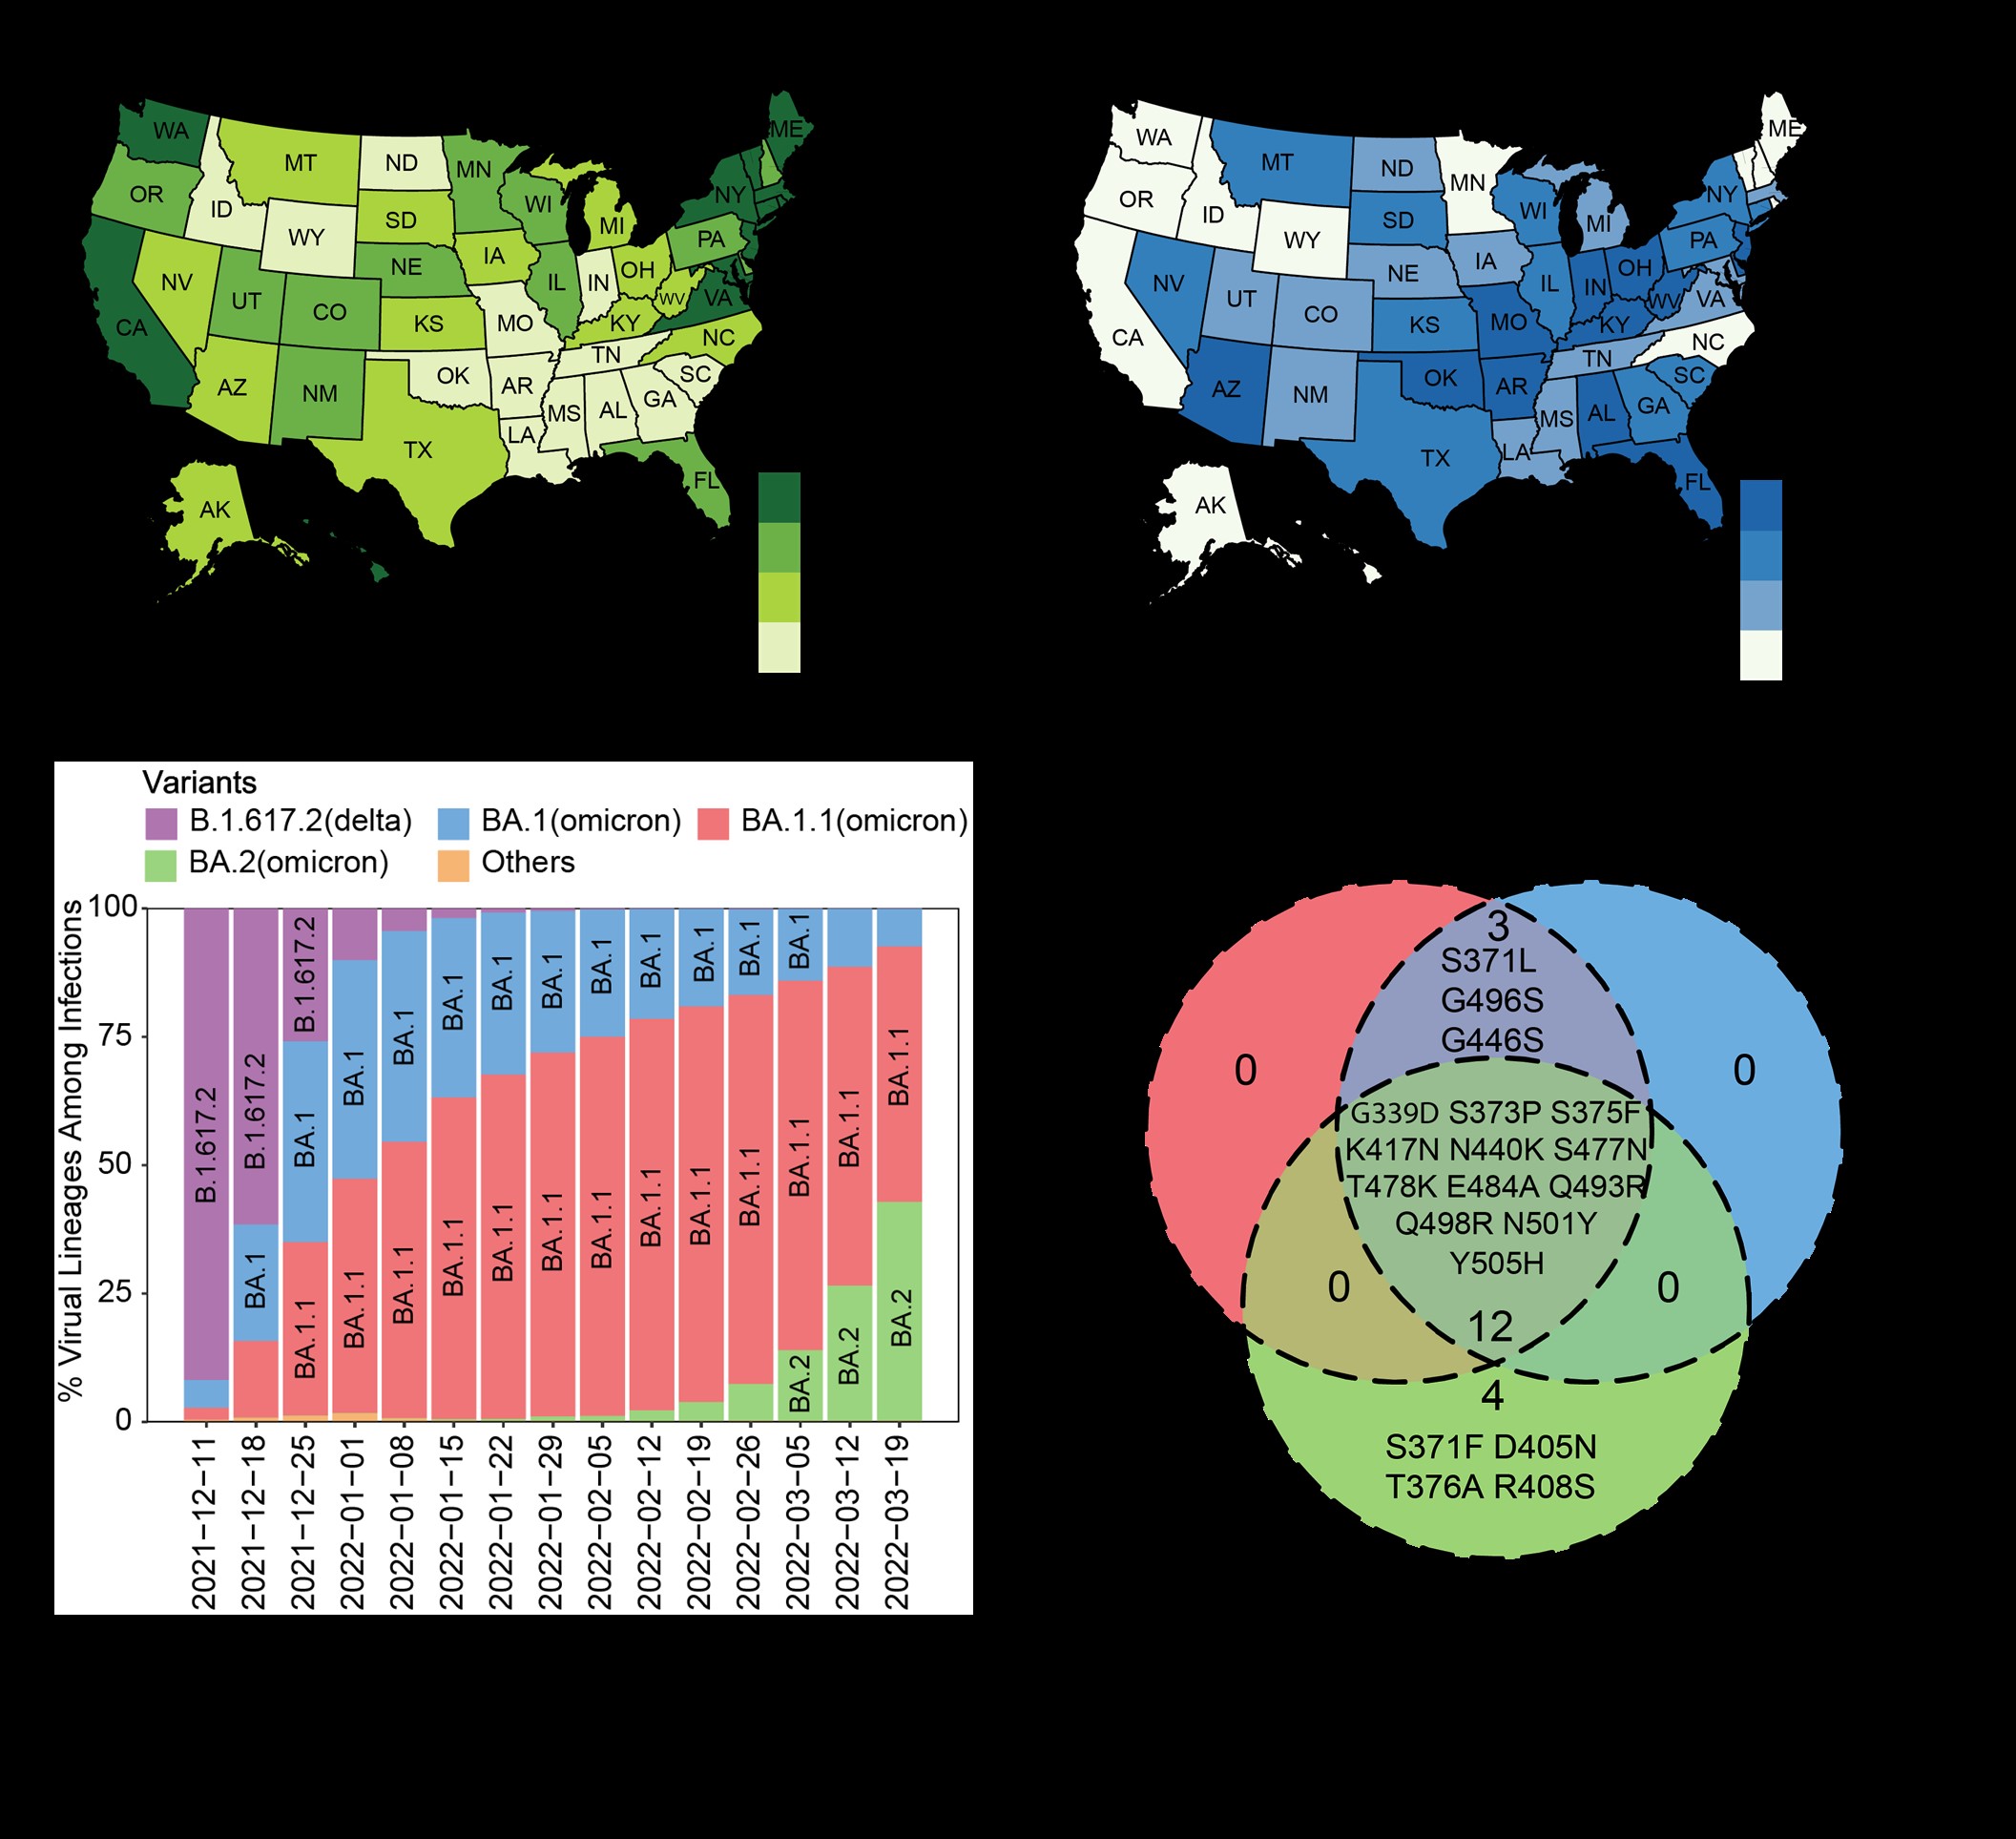 WA
OR
CA
ID
NV
MT
WY
UT
AZ
ND
SD
NE
CO
NM
KS
OK
TX
MN
IA
MO
AR
LA
WI
IL
MS
MI
IN
KY
TN
AL
OH
WV
GA
FL
SC
NC
VA
PA
NY
ME
AK
WA
OR
CA
ID
NV
MT
WY
UT
AZ
ND
SD
NE
CO
NM
KS
OK
TX
MN
IA
MO
AR
LA
WI
IL
MS
MI
IN
KY
TN
AL
OH
WV
GA
FL
SC
NC
VA
PA
NY
ME
AK
Variants
B.1.617.2(delta) BA.1(omicron) BA.1.1(omicron)
BA.2(omicron) Others
% Virual Lineages Among Infections
100
75
50
25
0
B.1.617.2
B.1.617.2
BA.1
B.1.617.2
BA.1
BA.1.1
BA.1
BA.1.1
BA.1
BA.1.1
BA.1
BA.1.1
BA.1
BA.1.1
BA.1
BA.1.1
BA.1
BA.1.1
BA.1
BA.1.1
BA.1
BA.1.1
BA.1
BA.1.1
BA.1
BA.1.1
BA.2
BA.1.1
BA.2
BA.1.1
BA.2
2021−12−11
2021−12−18
2021−12−25
2022−01−01
2022−01−08
2022−01−15
2022−01−22
2022−01−29
2022−02−05
2022−02−12
2022−02−19
2022−02−26
2022−03−05
2022−03−12
2022−03−19
3
S371L
G496S
G446S
0
0
G339D S373P S375F
K417N N440K S477N
T478K E484A Q493R
Q498R N501Y
Y505H
0
0
12
4
S371F D405N
T376A R408S